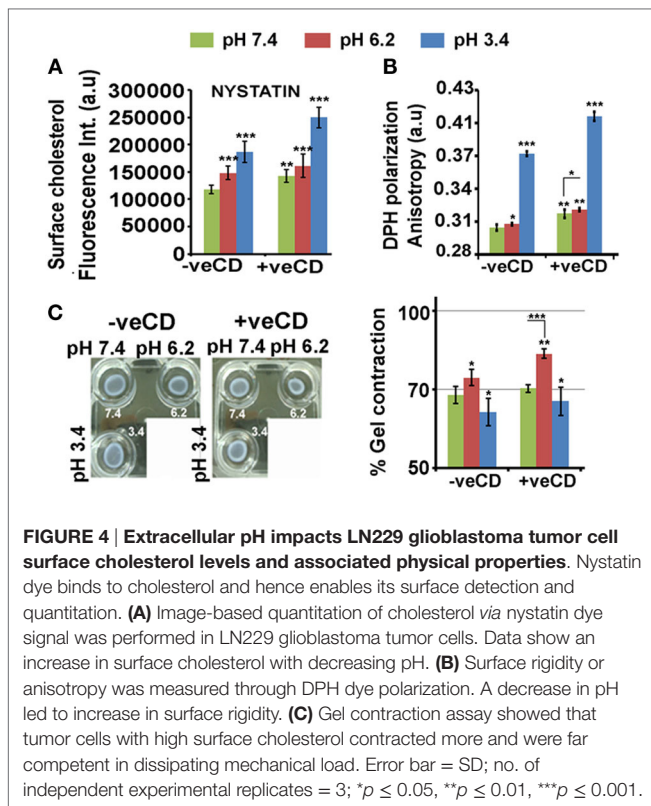 pH 7.4 pH 6.2 pH 3.4
A
Surface cholesterol
Fluorescence Int. (a.u)
NYSTATIN
300000
250000
200000
150000
100000
50000
0
***
***
**
***
***
-veCD +veCD
B
DPH polarization
Anisotropy (a.u)
0.43
0.41
0.37
0.34
0.31
0.28
*
***
*
**
**
***
-veCD +veCD
C
-veCD +veCD
pH 7.4 pH 6.2 pH 7.4 pH 6.2
7.4 6.2 7.4 6.2
pH 3.4 3.4 pH 3.4 3.4
% Gel contraction
100
70
50
*
*
***
**
*
-veCD +veCD
FIGURE 4 | Extracellular pH impacts LN229 glioblastoma tumor cell
surface cholesterol levels and associated physical properties. Nystatin
dye binds to cholesterol and hence enables its surface detection and
quantitation. (A) Image-based quantitation of cholesterol via nystatin dye
signal was performed in LN229 glioblastoma tumor cells. Data show an
increase in surface cholesterol with decreasing pH. (B) Surface rigidity or
anisotropy was measured through DPH dye polarization. A decrease in pH
led to increase in surface rigidity. (C) Gel contraction assay showed that
tumor cells with high surface cholesterol contracted more and were far
competent in dissipating mechanical load. Error bar = SD; no. of
independent experimental replicates = 3; *p ≤ 0.05, **p ≤ 0.01, ***p ≤ 0.001.